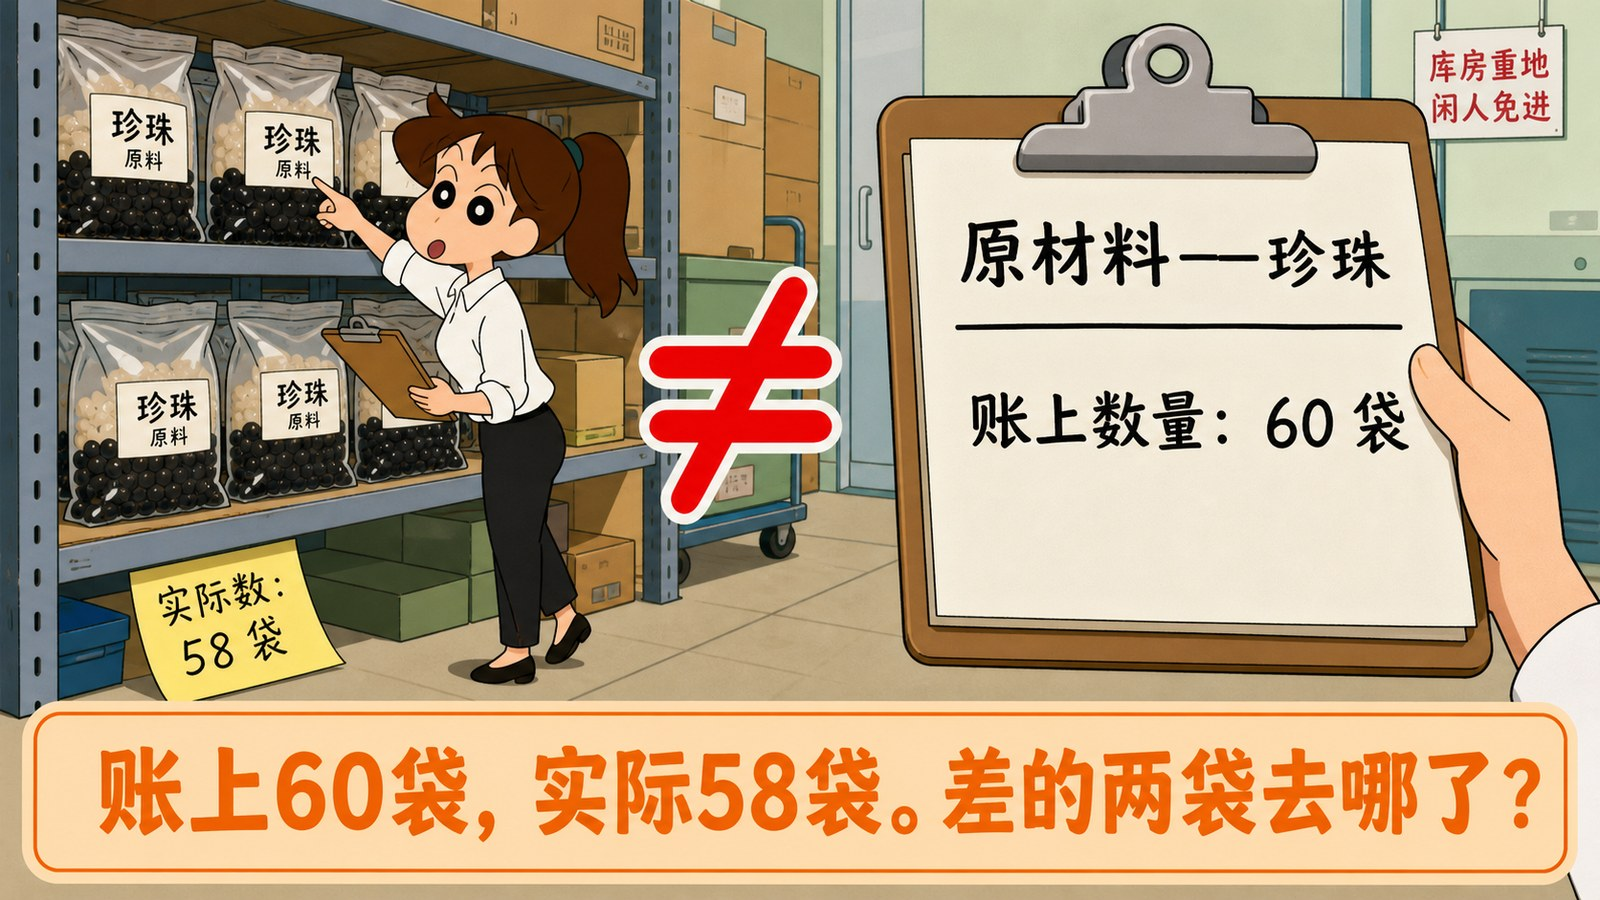 珍珠
原料
珍珠
原料
珍珠
原料
珍珠
原料
实际数：
58 袋
库房重地
闲人免进
原材料——珍珠
账上数量：60 袋
账上60袋，实际58袋。差的两袋去哪了？